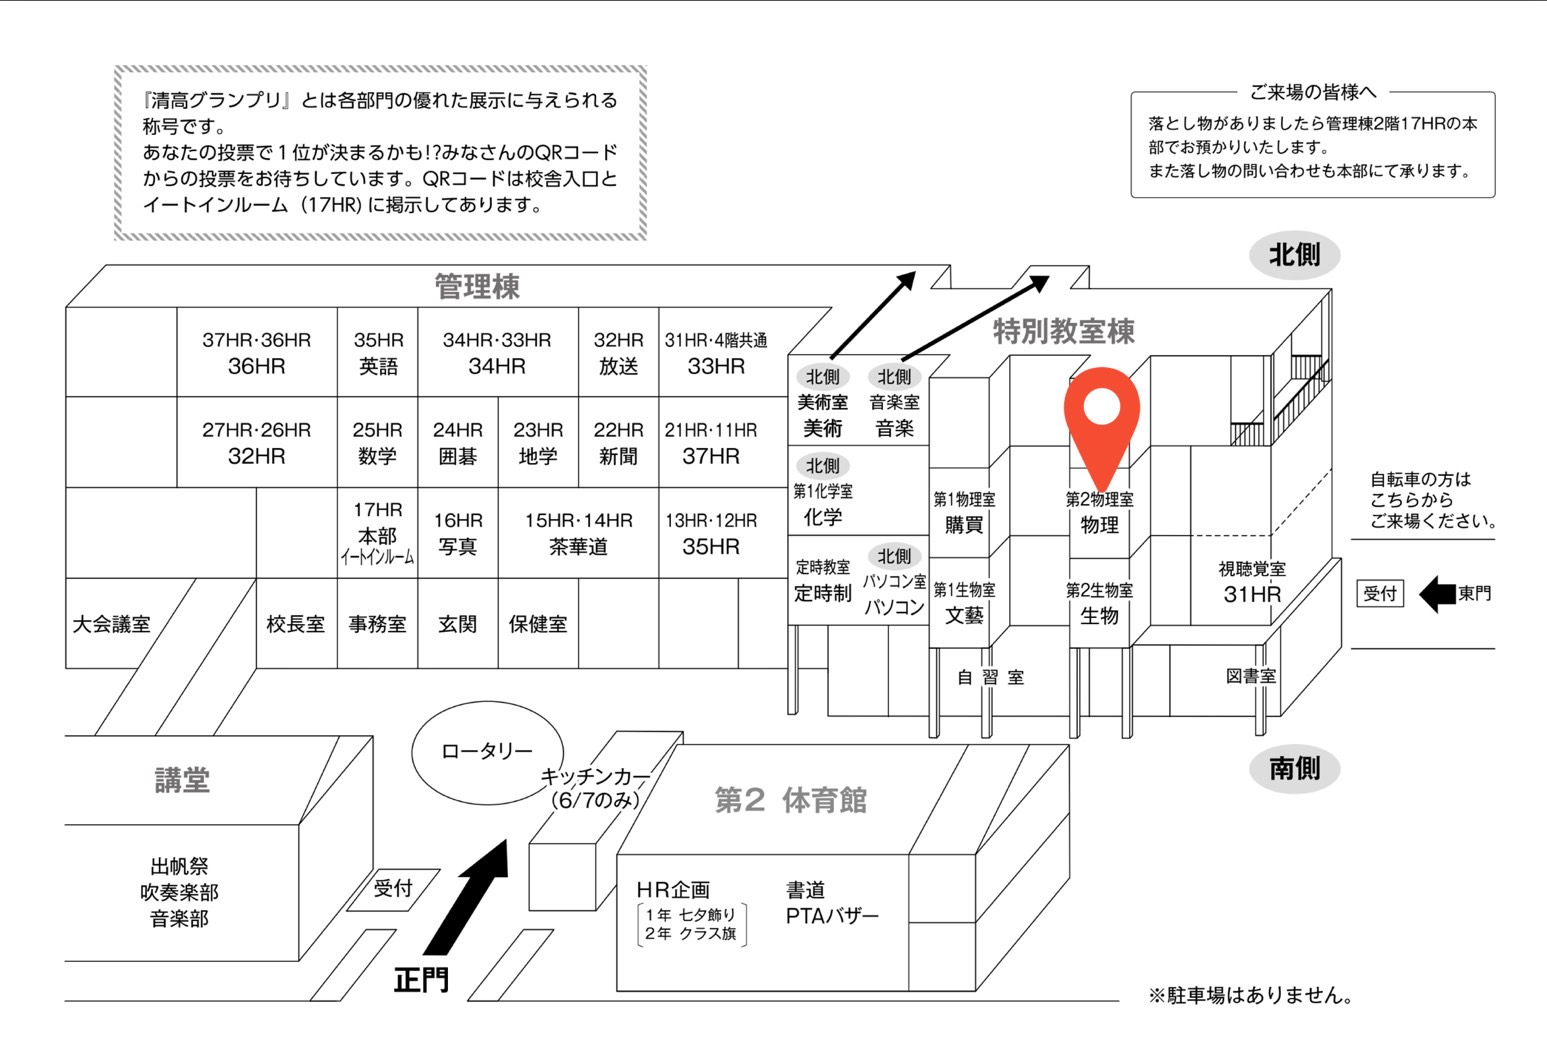 『清高グランプリ』とは各部門の優れた展示に与えられる
称号です。
あなたの投票で1位が決まるかも!?みなさんのQRコード
からの投票をお待ちしています。QRコードは校舎入口と
イートインルーム（17HR)に掲示してあります。
ご来場の皆様へ
落とし物がありましたら管理棟2階17HRの本
部でお預かりいたします。
また落し物の問い合わせも本部にて承ります。
北側
管理棟
特別教室棟
37HR·36HR
36HR
35HR
英語
34HR·33HR
34HR
32HR
放送
31HR·4階共通
33HR
北側
美術室
美術
北側
音楽室
音楽
27HR·26HR
32HR
25HR
数学
24HR
囲碁
23HR
地学
22HR
新聞
21HR·11HR
37HR
北側
第1化学室
化学
第1物理室
購買
第2物理室
物理
自転車の方は
こちらから
ご来場ください。
17HR
本部
イートインルーム
16HR
写真
15HR·14HR
茶華道
13HR·12HR
35HR
定時教室
定時制
北側
パソコン室
パソコン
第1生物室
文藝
第2生物室
生物
視聴覚室
31HR
受付
東門
大会議室
校長室
事務室
玄関
保健室
自習室
図書室
南側
講堂
ロータリー
キッチンカー
(6/7のみ)
第2 体育館
出帆祭
吹奏楽部
音楽部
受付
正門
HR企画
1年 七夕飾り
2年 クラス旗
書道
PTAバザー
※駐車場はありません。